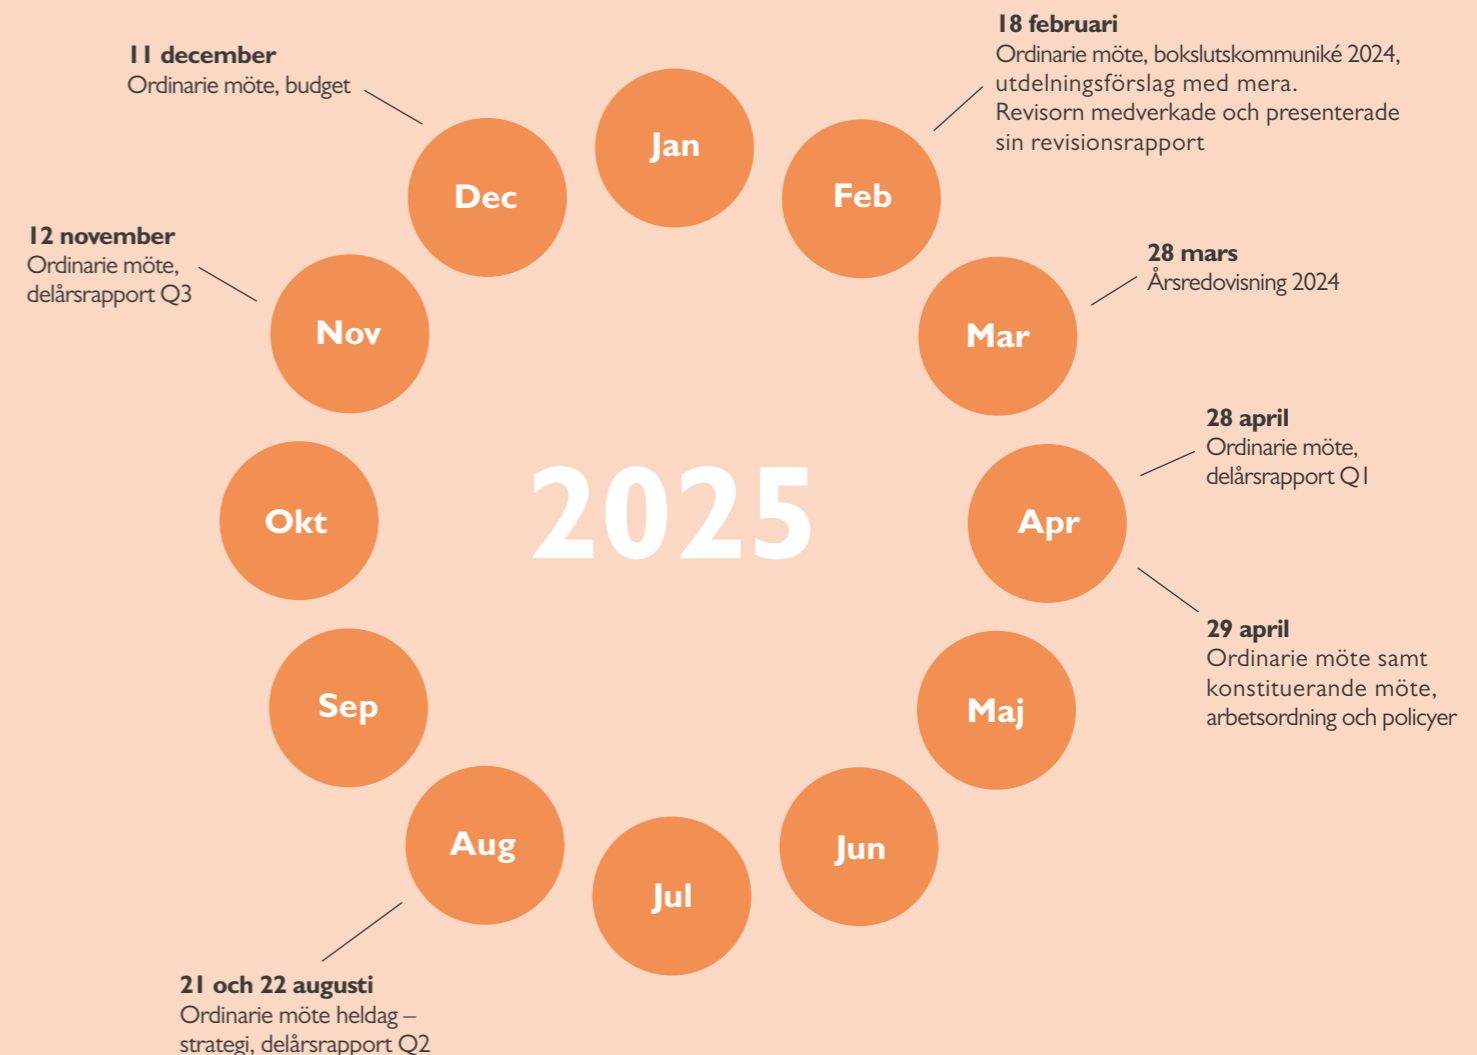 11 december
Ordinarie möte, budget
18 februari
Ordinarie möte, bokslutskommuniké 2024,
utdelningsförslag med mera.
Revisorn medverkade och presenterade
sin revisionsrapport
Jan
Feb
Dec
12 november
Ordinarie möte,
delårsrapport Q3
28 mars
Årsredovisning 2024
Nov
Mar
28 april
Ordinarie möte,
delårsrapport Q1
2025
Okt
Apr
29 april
Ordinarie möte samt
konstituerande möte,
arbetsordning och policyer
Sep
Maj
Aug
Jun
Jul
21 och 22 augusti
Ordinarie möte heldag –
strategi, delårsrapport Q2